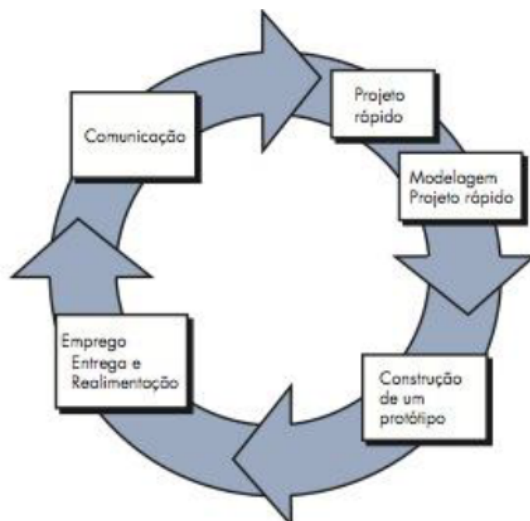 Comunicação
Projeto
rápido
Modelagem
Projeto rápido
Construção
de um
protótipo
Emprego
Entrega e
Realimentação